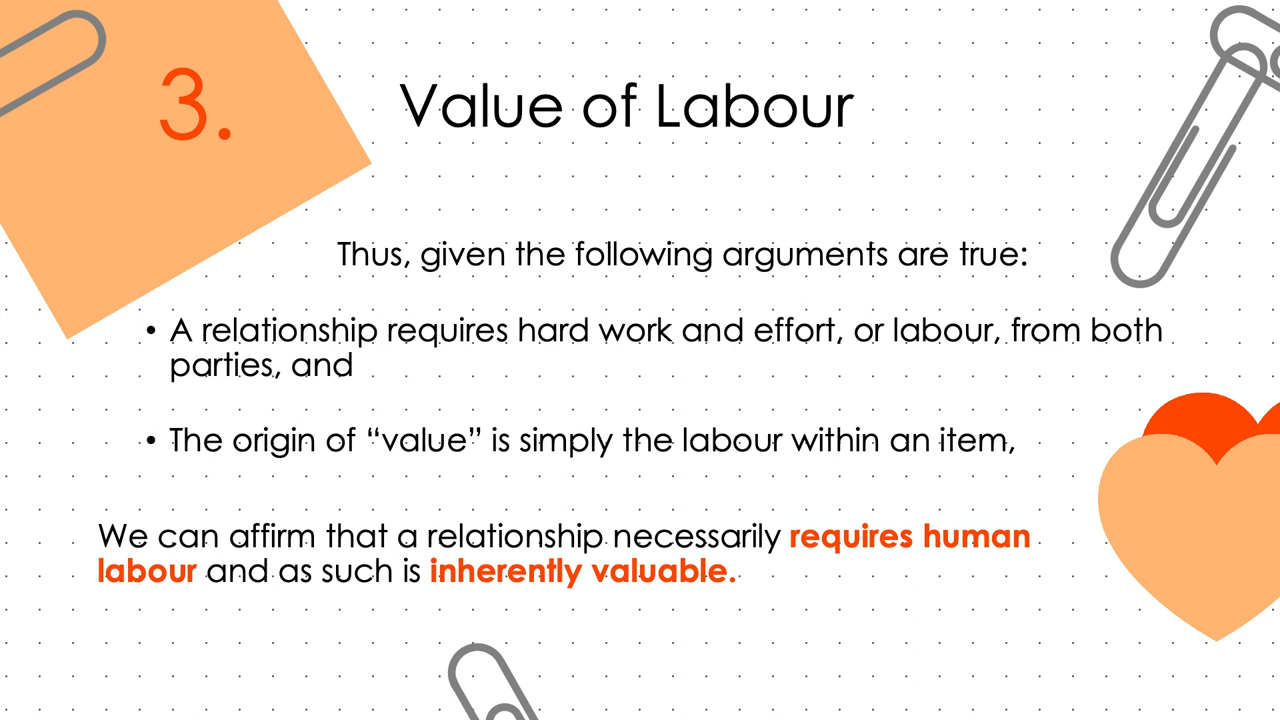 3.
Value of Labour
Thus, given the following arguments are true:
• A relationship requires hard work and effort, or labour, from both
parties, and
• The origin of “value” is simply the labour within an item,
We can affirm that a relationship necessarily requires human
labour and as such is inherently valuable.